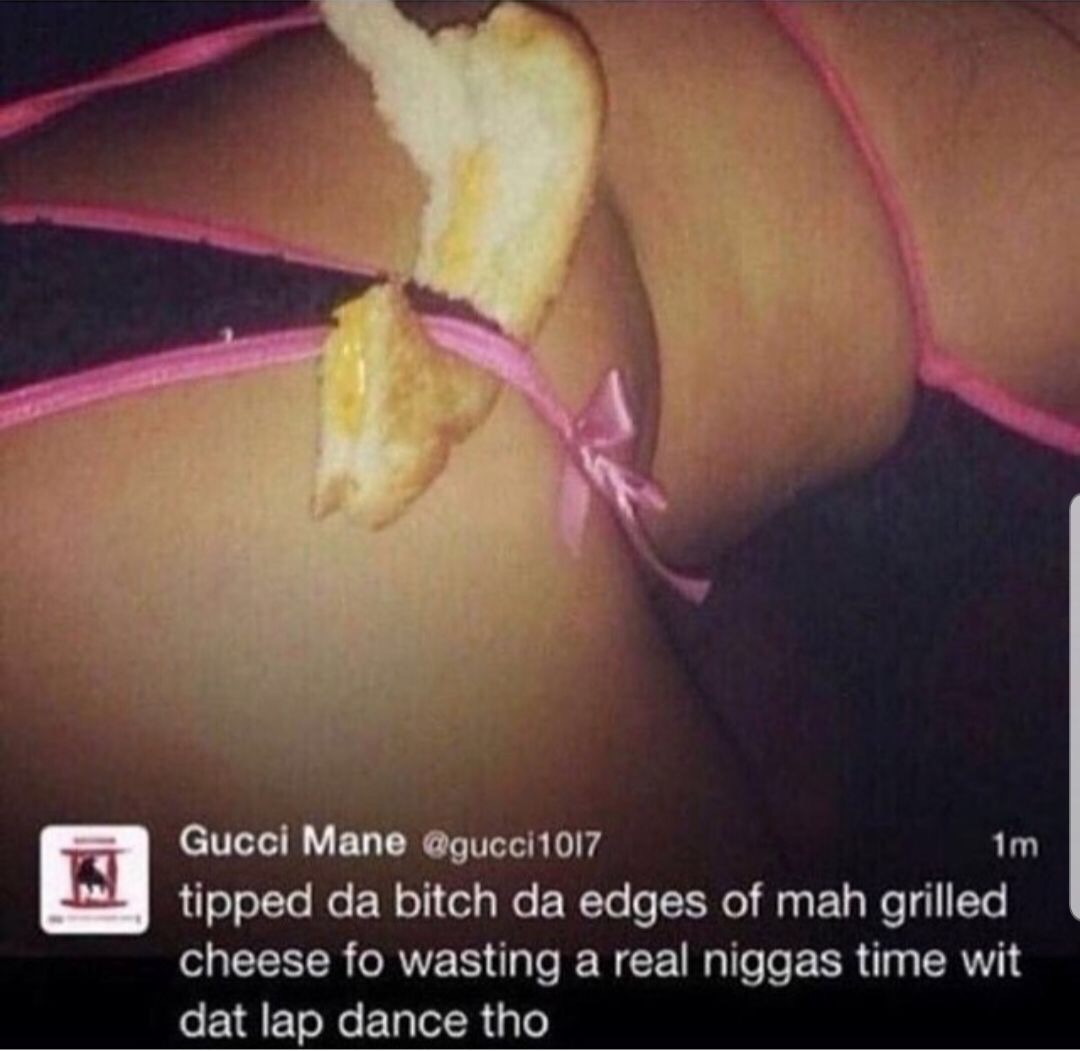 Gucci Mane @gucci1017 1m
tipped da bitch da edges of mah grilled
cheese fo wasting a real niggas time wit
dat lap dance tho